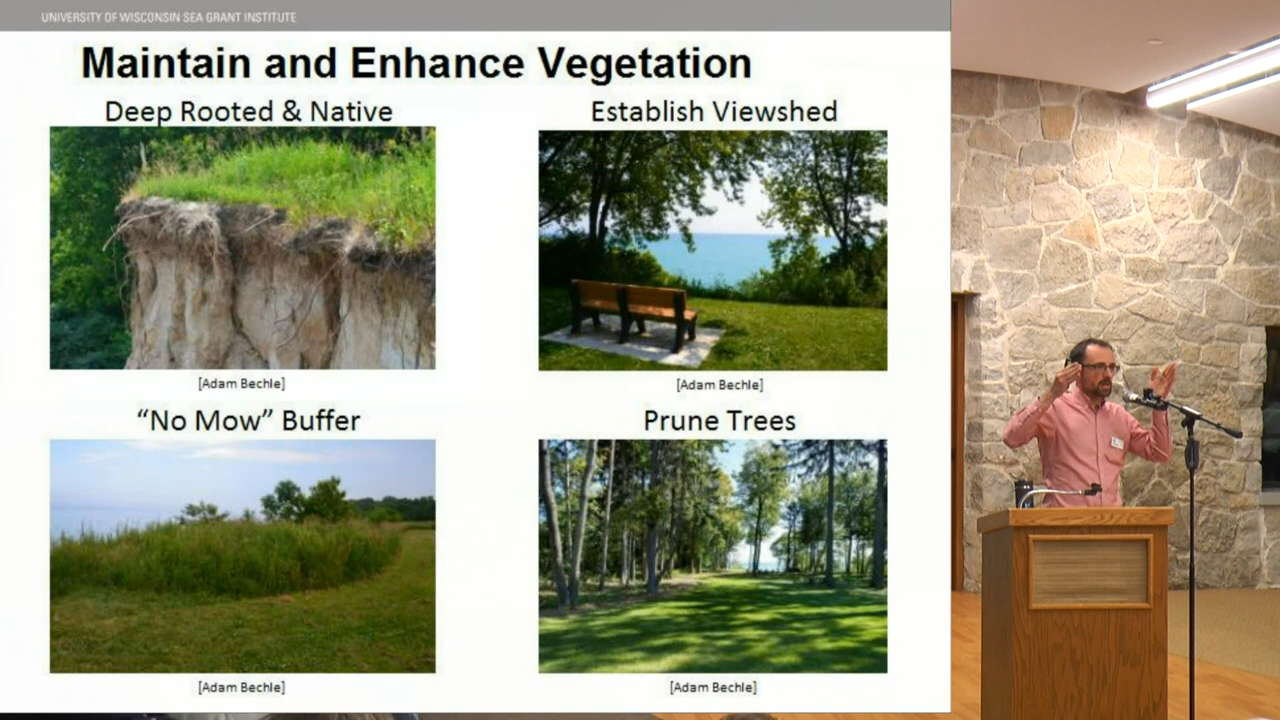 UNIVERSITY OF WISCONSIN SEA GRANT INSTITUTE
Maintain and Enhance Vegetation
Deep Rooted & Native
Establish Viewshed
[Adam Bechle]
[Adam Bechle]
“No Mow” Buffer
Prune Trees
[Adam Bechle]
[Adam Bechle]